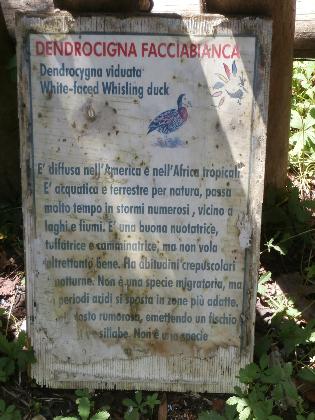 DENDROCIGNA FACCIABIANCA
Dendrocygna viduata
White-faced Whisling duck
E' diffusa nell'America e nell'Africa tropicali.
E' acquatica e terrestre per natura, passa
molto tempo in stormi numerosi , vicino a
laghi e fiumi. E' una buona nuotatrice,
tuffatrice e camminatrice, ma non vola
altrettanto bene. Ha abitudini crepuscolari
notturne. Non è una specie migratoria, ma
periodi aridi si sposta in zone più adatte.
rumorosa, emettendo un fischio
sillabe. Non è una specie